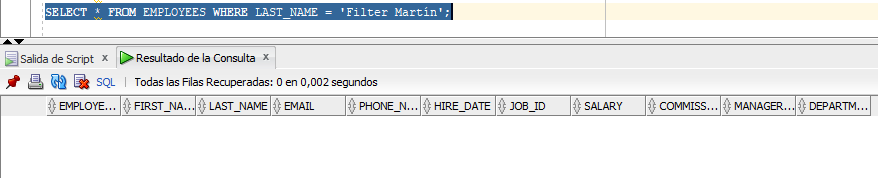 SELECT * FROM EMPLOYEES WHERE LAST_NAME = 'Filter Martín';
Salida de Script x Resultado de la Consulta x
SQL | Todas las Filas Recuperadas: 0 en 0,002 segundos
EMPLOYE... FIRST_NA... LAST_NAME EMAIL PHONE_N... HIRE_DATE JOB_ID SALARY COMMISS... MANAGER... DEPARTM...